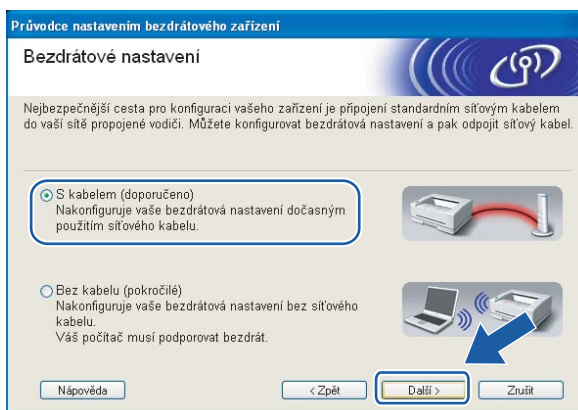 Průvodce nastavením bezdrátového zařízení
Bezdrátové nastavení
Nejbezpečnější cesta pro konfiguraci vašeho zařízení je připojení standardním síťovým kabelem
do vaší sítě propojené vodiči. Můžete konfigurovat bezdrátová nastavení a pak odpojit síťový kabel.
S kabelem (doporučeno)
Nakonfiguruje vaše bezdrátová nastavení dočasným
použitím síťového kabelu.
Bez kabelu (pokročilé)
Nakonfiguruje vaše bezdrátová nastavení bez síťového
kabelu.
Váš počítač musí podporovat bezdrát.
Nápověda
< Zpět
Další >
Zrušit